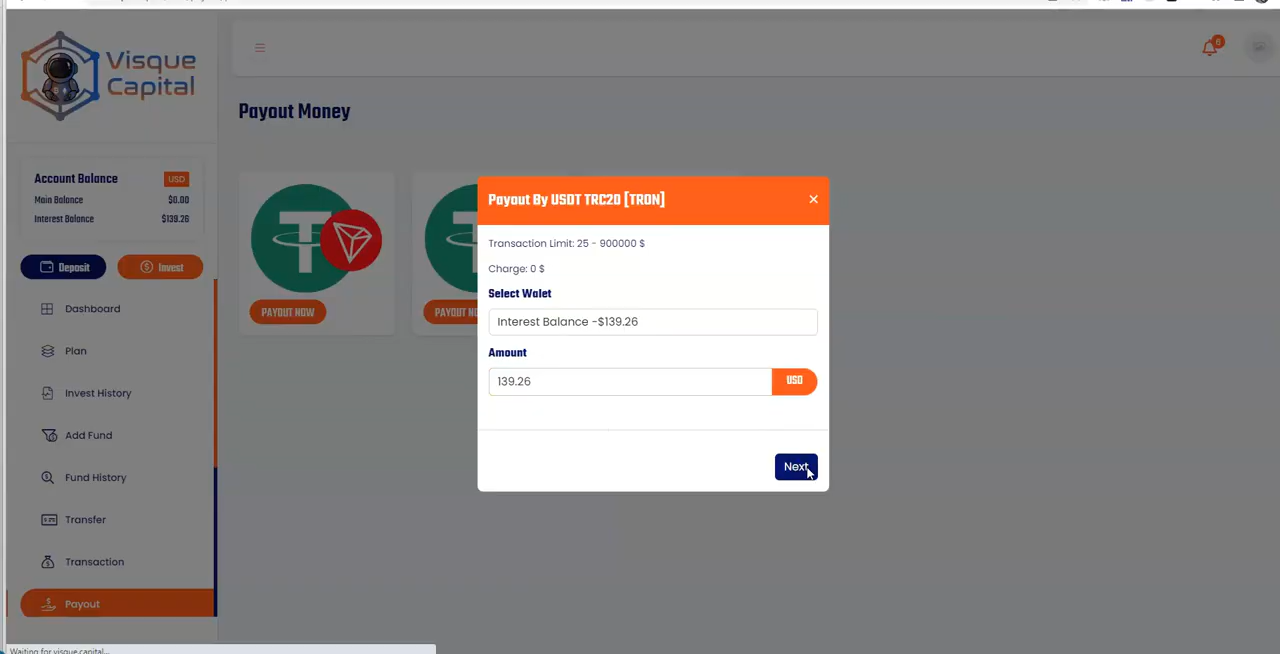 Visque
Capital
6
Payout Money
Account Balance USD
Main Balance $0.00
Interest Balance $139.26
Deposit Invest
Dashboard
Plan
Invest History
Add Fund
Fund History
Transfer
Transaction
Payout
PAYOUT NOW
PAYOUT
Payout By USDT TRC20 [TRON]
×
Transaction Limit: 25 - 900000 $
Charge: 0 $
Select Walet
Interest Balance -$139.26
Amount
139.26 USD
Next
Waiting for visque.capital...